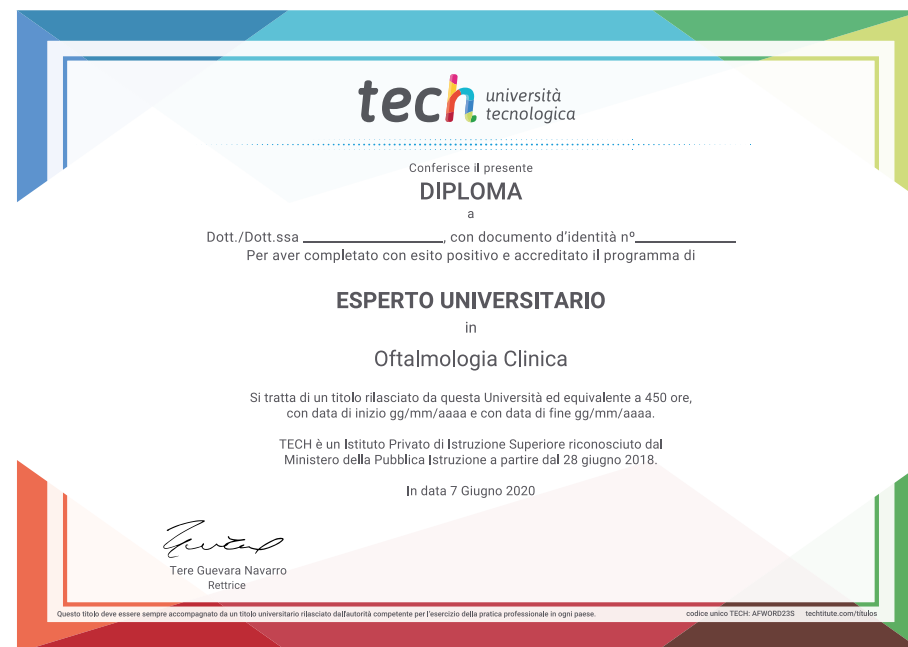 tech università
tecnologica
Conferisce il presente
DIPLOMA
a
Dott./Dott.ssa ____________________, con documento d'identità nº______________
Per aver completato con esito positivo e accreditato il programma di
ESPERTO UNIVERSITARIO
in
Oftalmologia Clinica
Si tratta di un titolo rilasciato da questa Università ed equivalente a 450 ore,
con data di inizio gg/mm/aaaa e con data di fine gg/mm/aaaa.
TECH è un Istituto Privato di Istruzione Superiore riconosciuto dal
Ministero della Pubblica Istruzione a partire dal 28 giugno 2018.
In data 7 Giugno 2020
Tere Guevara Navarro
Rettrice
Questo titolo deve essere sempre accompagnato da un titolo universitario rilasciato dall'autorità competente per l'esercizio della pratica professionale in ogni paese. codice unico TECH: AFWORD23S techtitute.com/titulos